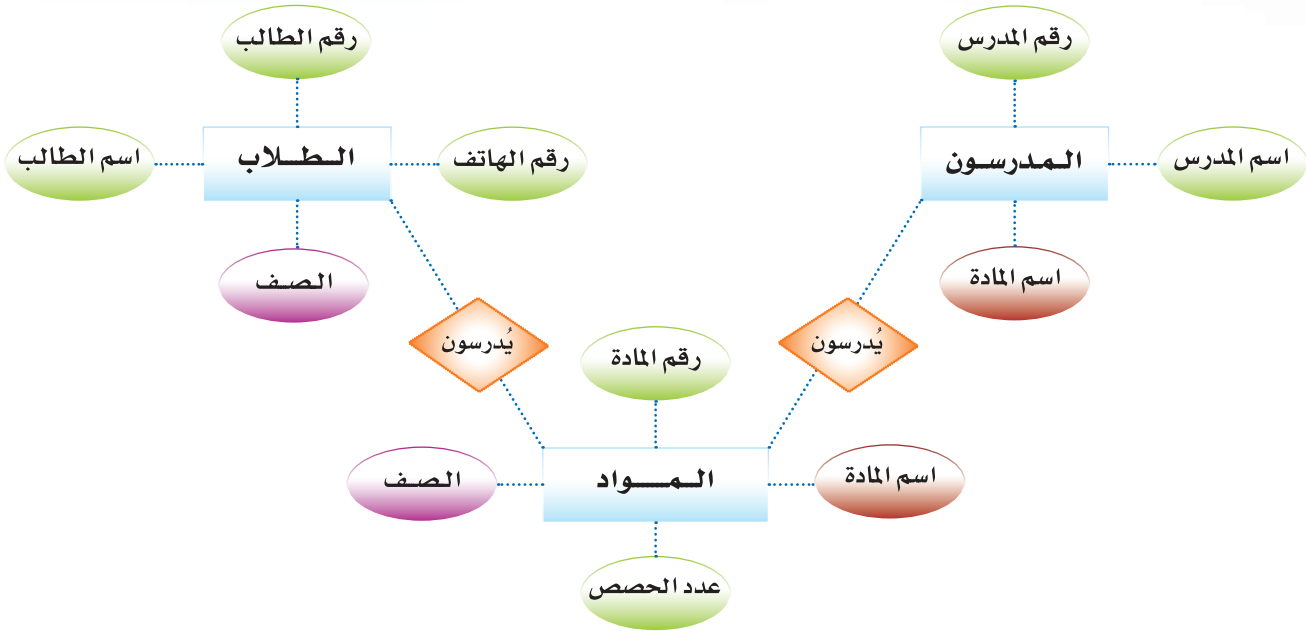 رقم المدرس
رقم الطالب
اسم المدرس
المدرسون
رقم الهاتف
الطلاب
اسم الطالب
اسم المادة
الصف
يُدرسون
يُدرسون
رقم المادة
اسم المادة
المواد
الصف
عدد الحصص